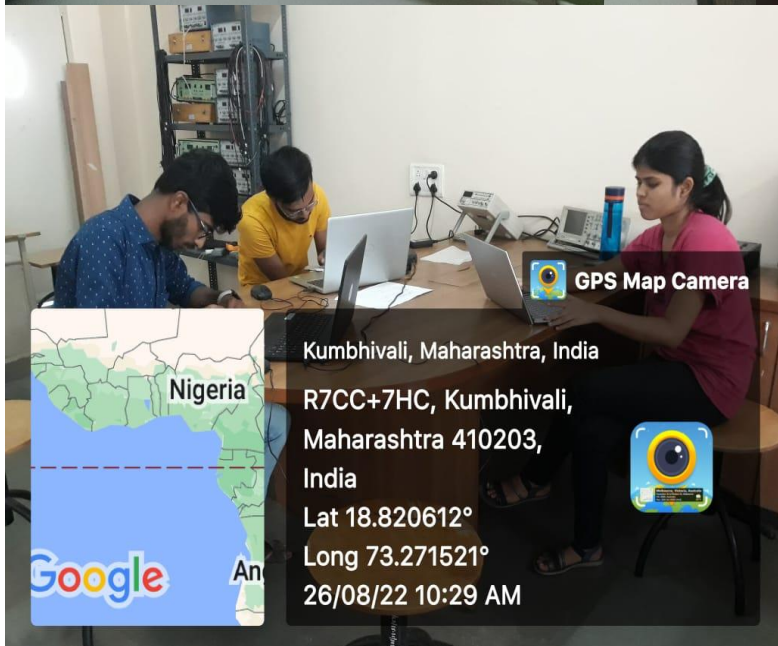 GPS Map Camera
Nigeria
Google
Kumbhivali, Maharashtra, India
R7CC+7HC, Kumbhivali,
Maharashtra 410203,
India
Lat 18.820612°
Long 73.271521°
26/08/22 10:29 AM